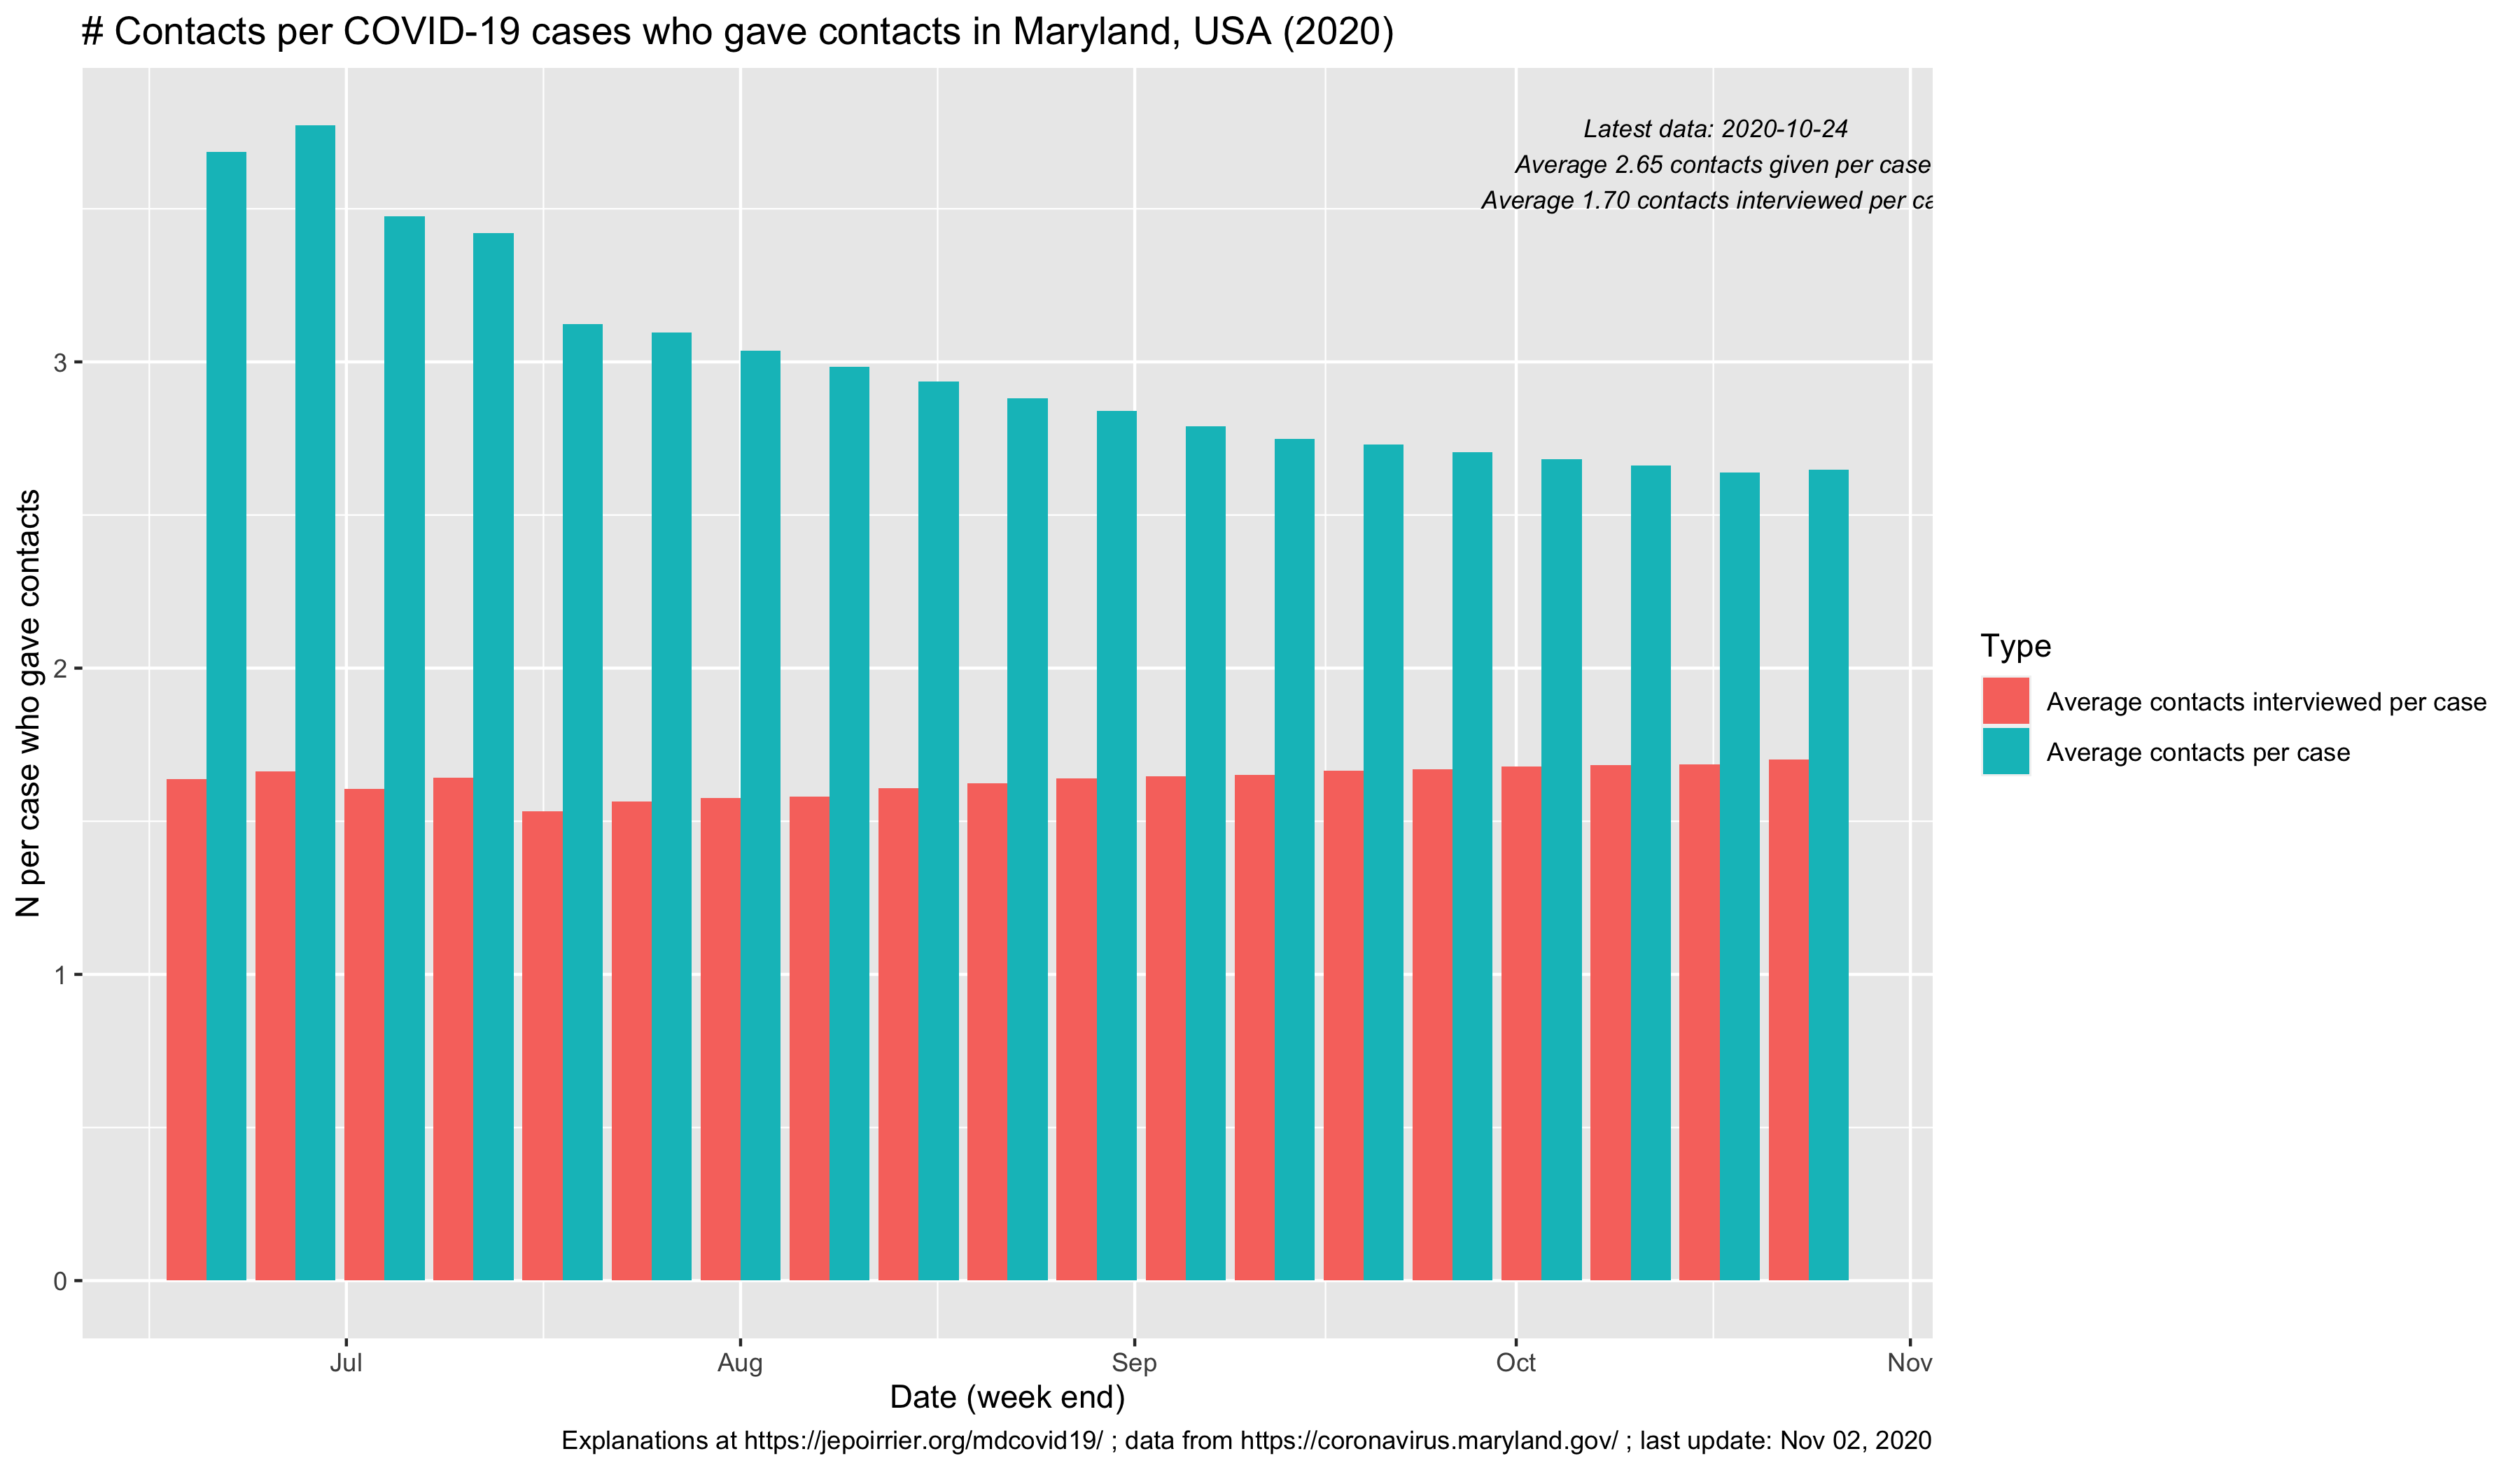 # Contacts per COVID-19 cases who gave contacts in Maryland, USA (2020)
Latest data: 2020-10-24
Average 2.65 contacts given per case
Average 1.70 contacts interviewed per ca
N per case who gave contacts
3
2
1
0
Jul Aug Sep Oct Nov
Date (week end)
Type
Average contacts interviewed per case
Average contacts per case
Explanations at https://jepoirrier.org/mdcovid19/ ; data from https://coronavirus.maryland.gov/ ; last update: Nov 02, 2020